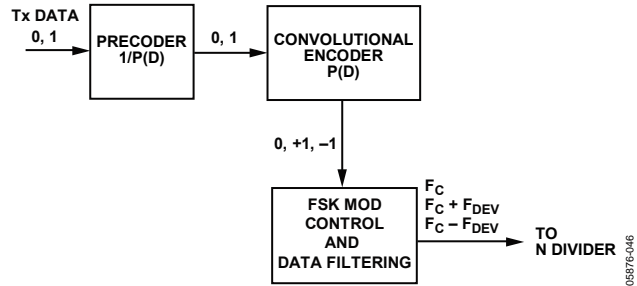 Tx DATA
0, 1
PRECODER
1/P(D)
0, 1
CONVOLUTIONAL
ENCODER
P(D)
0, +1, –1
FSK MOD
CONTROL
AND
DATA FILTERING
FC
FC + FDEV
FC – FDEV
TO
N DIVIDER
05876-046